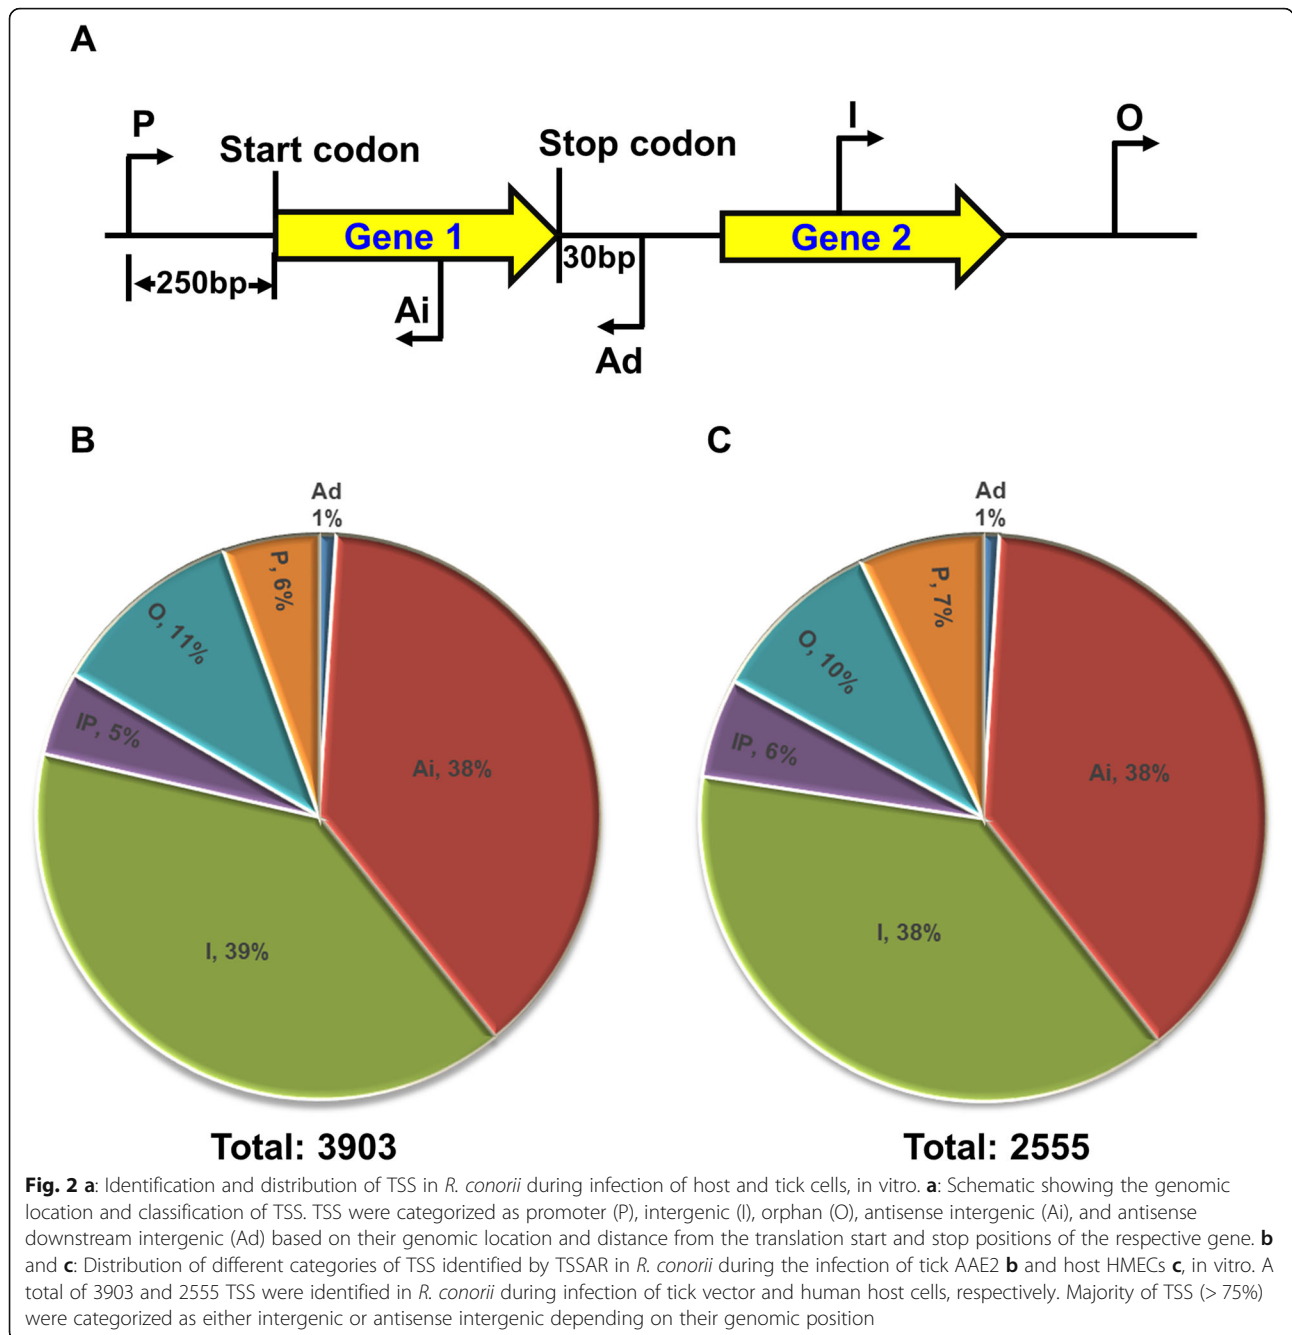 A
P
Start codon
Stop codon
I
O
Gene 1
Gene 2
250bp
30bp
Ai
Ad
B
C
Ad
1%
P, 6%
O, 11%
IP, 5%
Ai, 38%
I, 39%
Total: 3903
Ad
1%
P, 7%
O, 10%
IP, 6%
Ai, 38%
I, 38%
Total: 2555
Fig. 2 a: Identification and distribution of TSS in R. conorii during infection of host and tick cells, in vitro. a: Schematic showing the genomic
location and classification of TSS. TSS were categorized as promoter (P), intergenic (I), orphan (O), antisense intergenic (Ai), and antisense
downstream intergenic (Ad) based on their genomic location and distance from the translation start and stop positions of the respective gene. b
and c: Distribution of different categories of TSS identified by TSSAR in R. conorii during the infection of tick AAE2 b and host HMECs c, in vitro. A
total of 3903 and 2555 TSS were identified in R. conorii during infection of tick vector and human host cells, respectively. Majority of TSS (> 75%)
were categorized as either intergenic or antisense intergenic depending on their genomic position